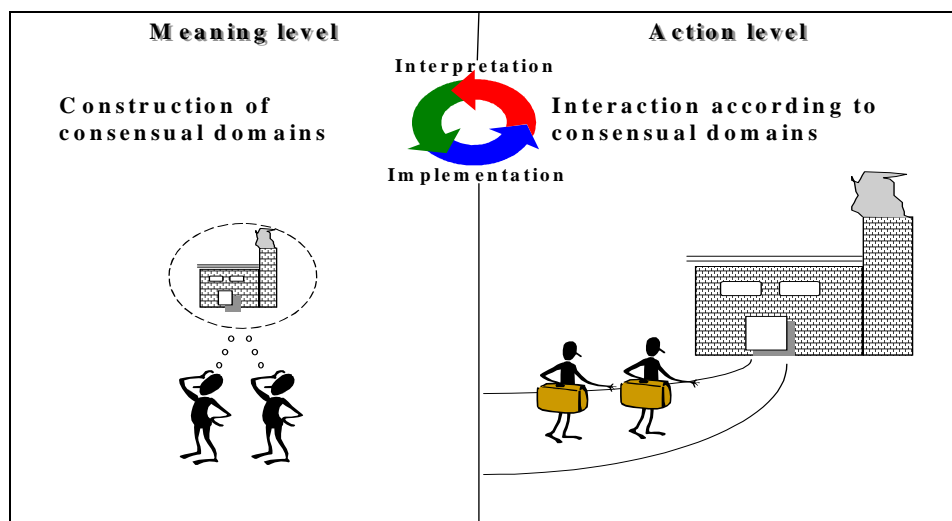 Meaning level
Action level
Interpretation
Construction of
consensual domains
Interaction according to
consensual domains
Implementation